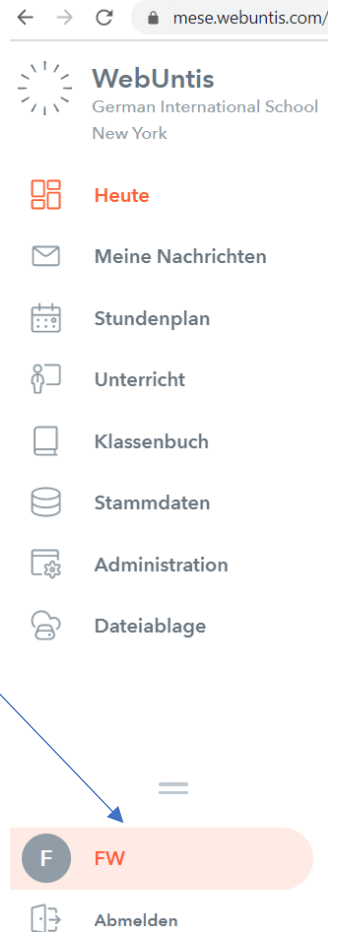 mese.webuntis.com/
WebUntis
German International School
New York
Heute
Meine Nachrichten
Stundenplan
Unterricht
Klassenbuch
Stammdaten
Administration
Dateiablage
F FW
Abmelden